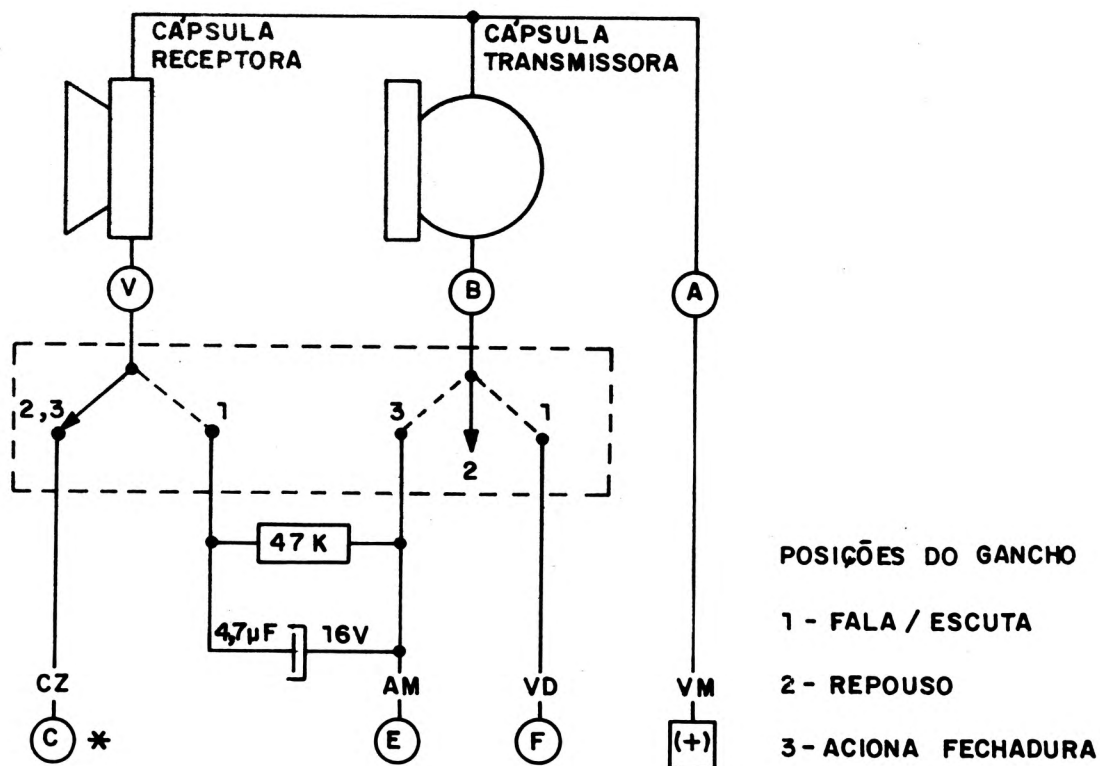 CÁPSULA
RECEPTORA
CÁPSULA
TRANSMISSORA
V
B
A
2,3
1
3
1
2
47 K
4,7µF
16V
CZ
AM
VD
VM
C *
E
F
(+)
POSIÇÕES DO GANCHO
1 - FALA / ESCUTA
2 - REPOUSO
3 - ACIONA FECHADURA